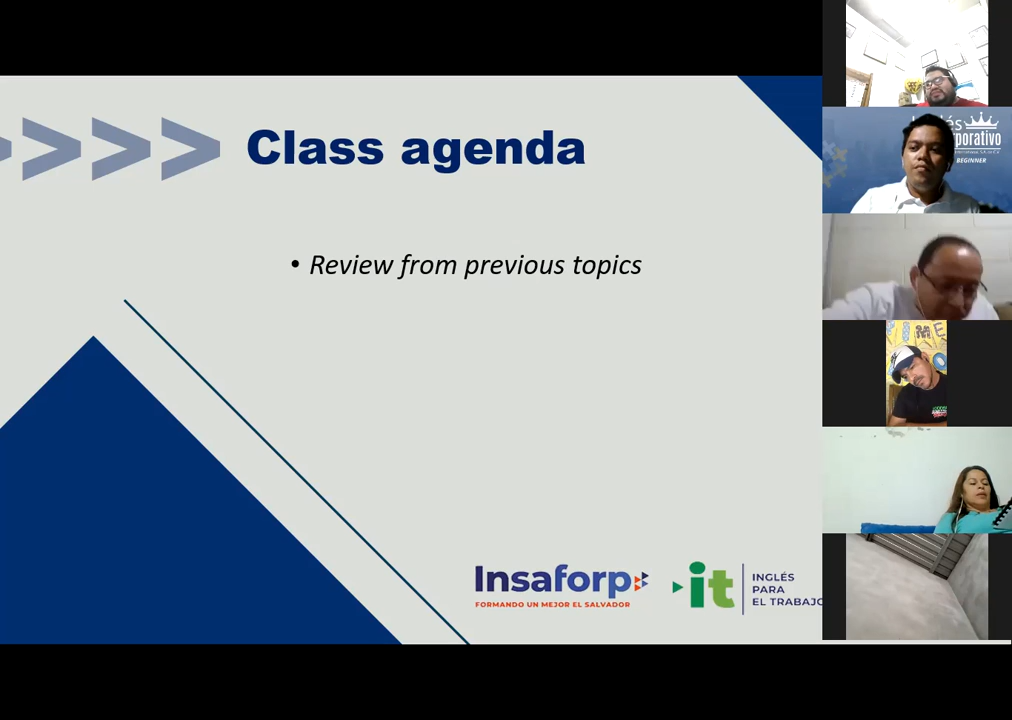 Class agenda
• Review from previous topics
Insaforp
FORMANDO UN MEJOR EL SALVADOR
it
INGLÉS
PARA
EL TRABAJO
BEGINNER